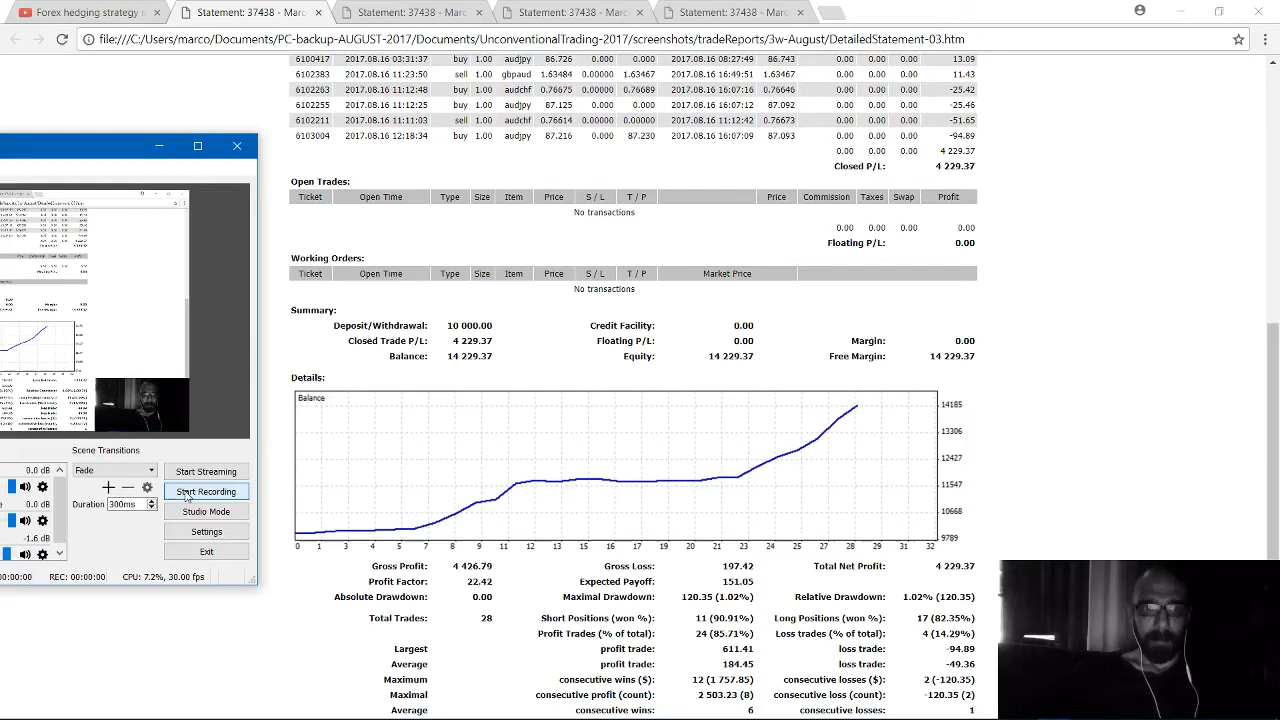 Forex hedging strategy
Statement: 37438 - Marc
Statement: 37438 - Marc
Statement: 37438 - Marc
Statement: 37438 - Marc
file:///C:/Users/marco/Documents/PC-backup-AUGUST-2017/Documents/UnconventionalTrading-2017/screenshots/tradeReports/3w-August/DetailedStatement-03.htm
6100417 2017.08.16 03:31:37 buy 1.00 audjpy 86.726 0.000 0.000 2017.08.16 08:27:49 86.743 0.00 0.00 0.00 13.09
6102383 2017.08.16 11:23:50 sell 1.00 gbpaud 1.63484 0.00000 1.63467 2017.08.16 16:49:51 1.63467 0.00 0.00 0.00 11.43
6102263 2017.08.16 11:12:48 buy 1.00 audchf 0.76675 0.00000 0.76689 2017.08.16 16:07:16 0.76646 0.00 0.00 0.00 -25.42
6102255 2017.08.16 11:12:25 buy 1.00 audjpy 87.125 0.000 0.000 2017.08.16 16:07:12 87.092 0.00 0.00 0.00 -25.46
6102211 2017.08.16 11:11:03 sell 1.00 audchf 0.76614 0.00000 0.00000 2017.08.16 11:12:42 0.76673 0.00 0.00 0.00 -51.65
6103004 2017.08.16 12:18:34 buy 1.00 audjpy 87.216 0.000 87.230 2017.08.16 16:07:09 87.093 0.00 0.00 0.00 -94.89
0.00 0.00 0.00 4 229.37
Closed P/L: 4 229.37
Open Trades:
Ticket Open Time Type Size Item Price S / L T / P Price Commission Taxes Swap Profit
No transactions
0.00 0.00 0.00 0.00
Floating P/L: 0.00
Working Orders:
Ticket Open Time Type Size Item Price S / L T / P Market Price
No transactions
Summary:
Deposit/Withdrawal: 10 000.00 Credit Facility: 0.00
Closed Trade P/L: 4 229.37 Floating P/L: 0.00 Margin: 0.00
Balance: 14 229.37 Equity: 14 229.37 Free Margin: 14 229.37
Details:
Balance
14185
13306
12427
11547
10668
9789
0 1 3 4 5 7 8 9 11 12 13 15 16 17 19 20 21 23 24 25 27 28 29 31 32
Gross Profit: 4 426.79 Gross Loss: 197.42 Total Net Profit: 4 229.37
Profit Factor: 22.42 Expected Payoff: 151.05
Absolute Drawdown: 0.00 Maximal Drawdown: 120.35 (1.02%) Relative Drawdown: 1.02% (120.35)
Total Trades: 28 Short Positions (won %) 11 (90.91%) Long Positions (won %) 17 (82.35%)
Profit Trades (% of total) 24 (85.71%) Loss trades (% of total) 4 (14.29%)
Largest profit trade: 611.41 loss trade: -94.89
Average profit trade: 184.45 loss trade: -49.36
Maximum consecutive wins ($) 12 (1 757.85) consecutive losses ($) 2 (-120.35)
Maximal consecutive profit (count) 2 503.23 (8) consecutive loss (count) -120.35 (2)
Average consecutive wins: 6 consecutive losses: 1
Scene Transitions
0.0 dB Fade Start Streaming
Start Recording
0.0 dB Duration 300ms
Studio Mode
Settings
-1.6 dB
Exit
00:00:00 REC: 00:00:00 CPU: 7.2%, 30.00 fps